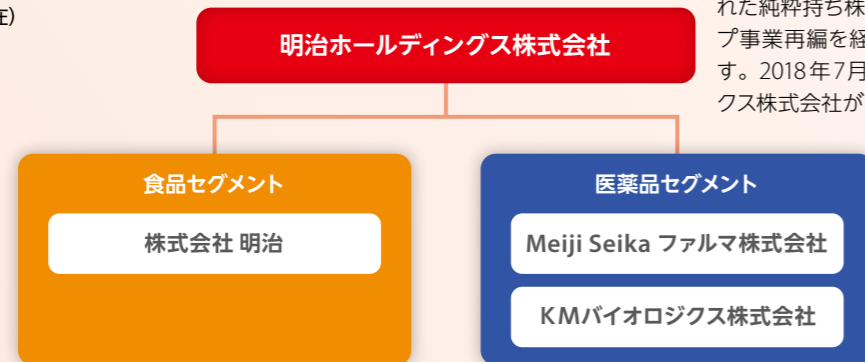 在)
れた純粋持ち株
プ事業再編を経
す。2018年7月
クス株式会社が
明治ホールディングス株式会社
食品セグメント
株式会社 明治
医薬品セグメント
Meiji Seika ファルマ株式会社
KMバイオロジクス株式会社